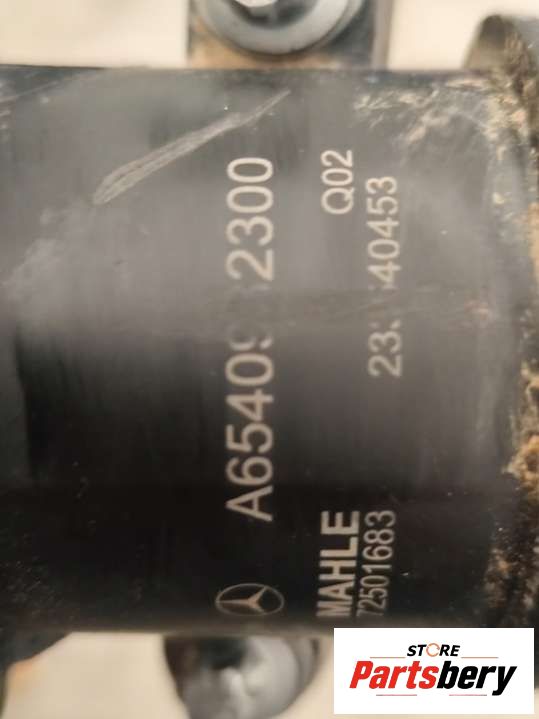 A65409 2300
Q02
23 40453
MAHLE
72501683
STORE
Partsbery